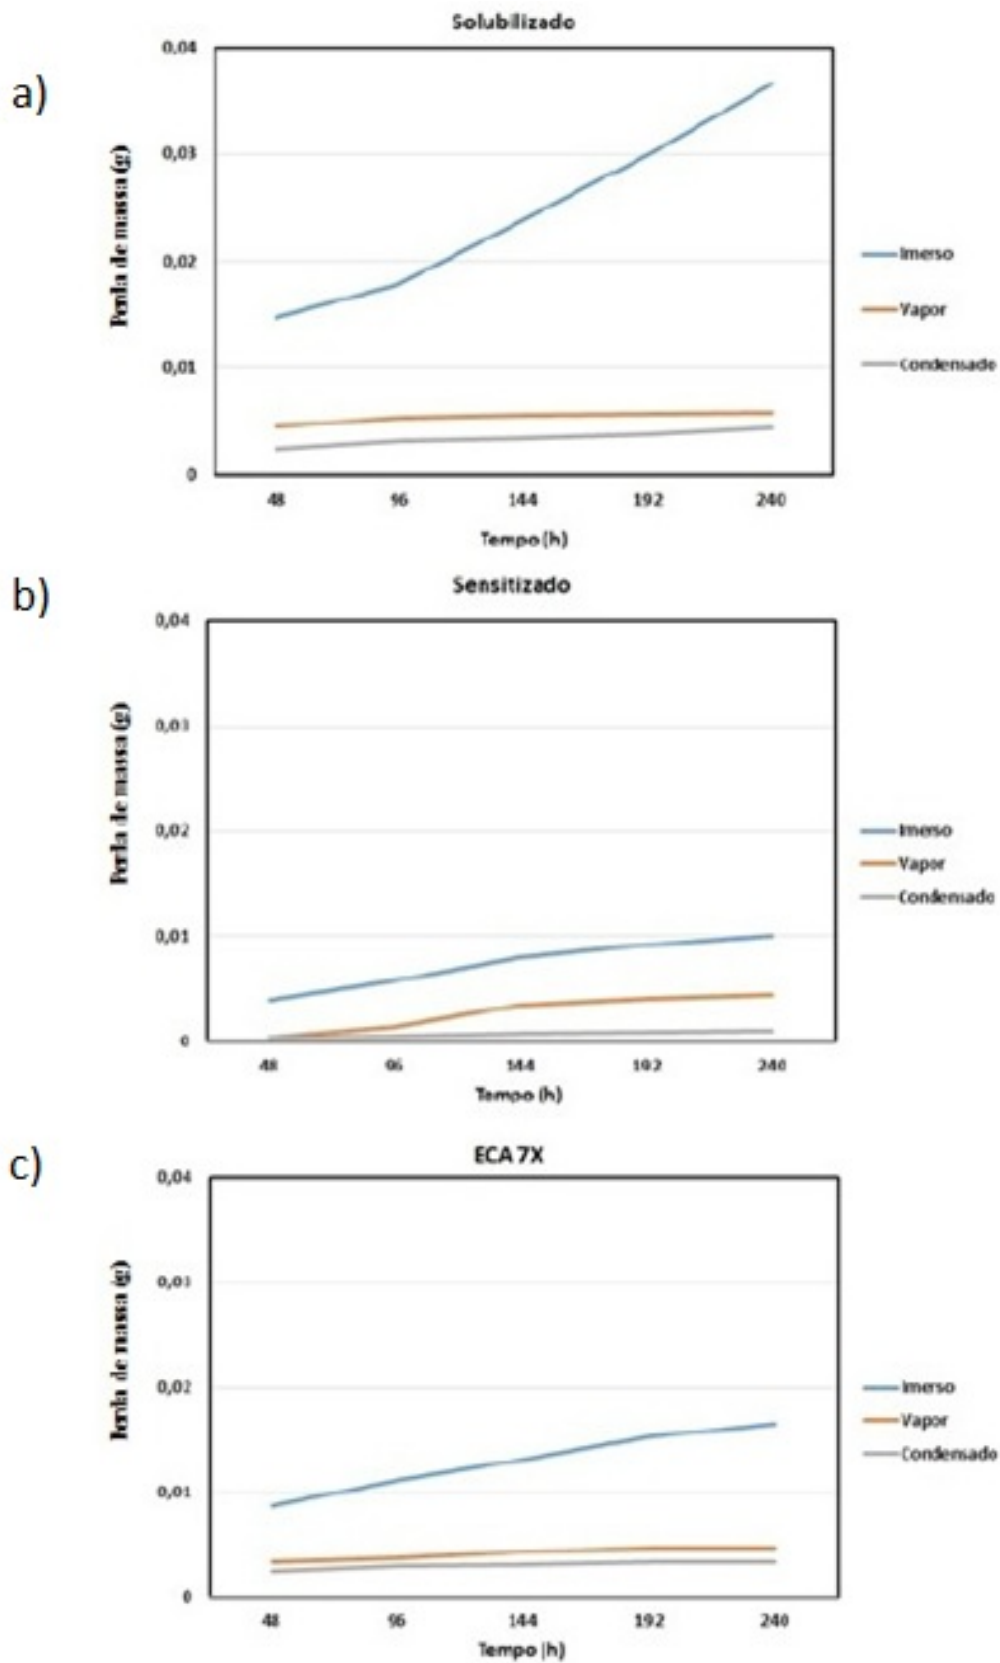 a)
Solubilizado
Perda de massa (g)
0,04
0,03
0,02
0,01
0
48 96 144 192 240
Tempo (h)
Imerso
Vapor
Condensado
b)
Sensitizado
Perda de massa (g)
0,04
0,03
0,02
0,01
0
48 96 144 192 240
Tempo (h)
Imerso
Vapor
Condensado
c)
ECA 7X
Perda de massa (g)
0,04
0,03
0,02
0,01
0
48 96 144 192 240
Tempo (h)
Imerso
Vapor
Condensado